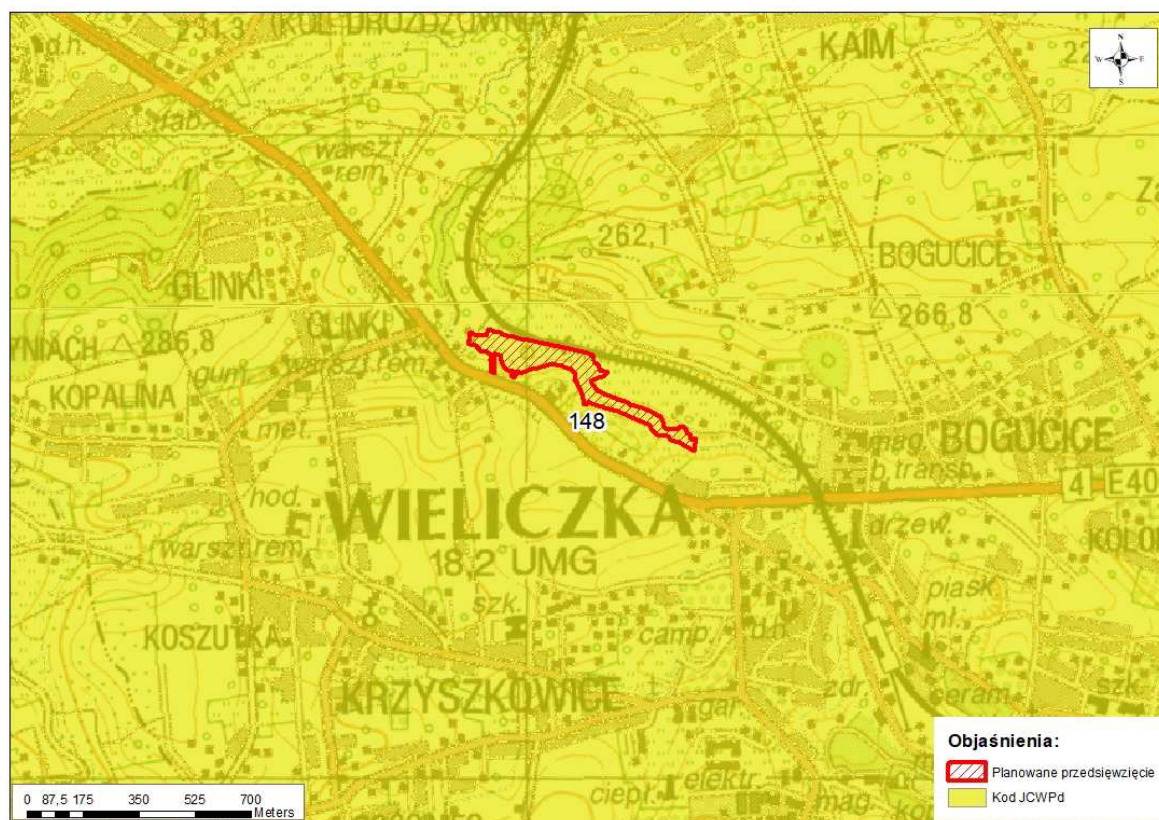 d.h.
231,3
(KOL. DROŻDŻOWNIA)
KAIM
N
W E
S
fab.
warszt.
rem.
262,1
BOGUCICE
266,8
GLINKI
GLINKI
286,8
gum.
warszt. rem.
KOPALINA
met.
148
mag.
BOGUCICE
b. transp.
4 E40
hod.
WIELICZKA
18,2 UMG
drzew.
warszt. rem.
szk.
piask.
mł.
KOSZUTKA
camp.
d.h.
KRZYSZKOWICE
zdr.
ceram.
szk.
gar.
elektr.
ciepł.
mag.
Objaśnienia:
Planowane przedsięwzięcie
Kod JCWPd
0 87,5 175 350 525 700
Meters